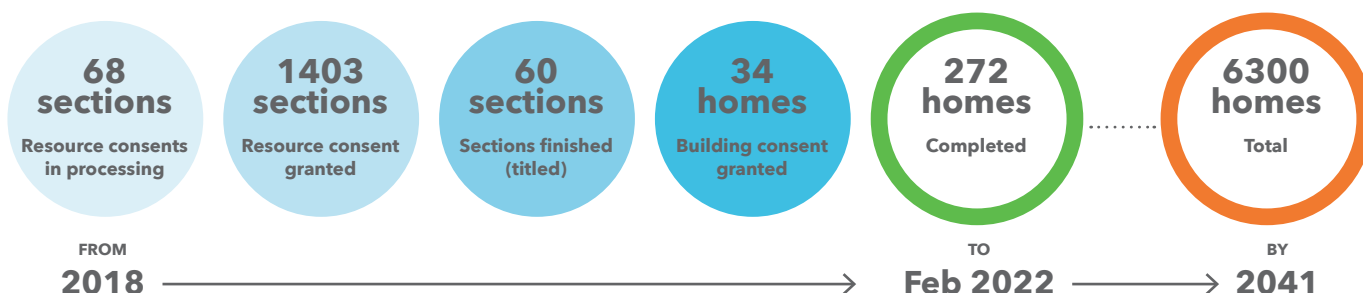 68
sections
Resource consents
in processing
1403
sections
Resource consent
granted
60
sections
Sections finished
(titled)
34
homes
Building consent
granted
272
homes
Completed
6300
homes
Total
FROM
2018
TO
Feb 2022
BY
2041